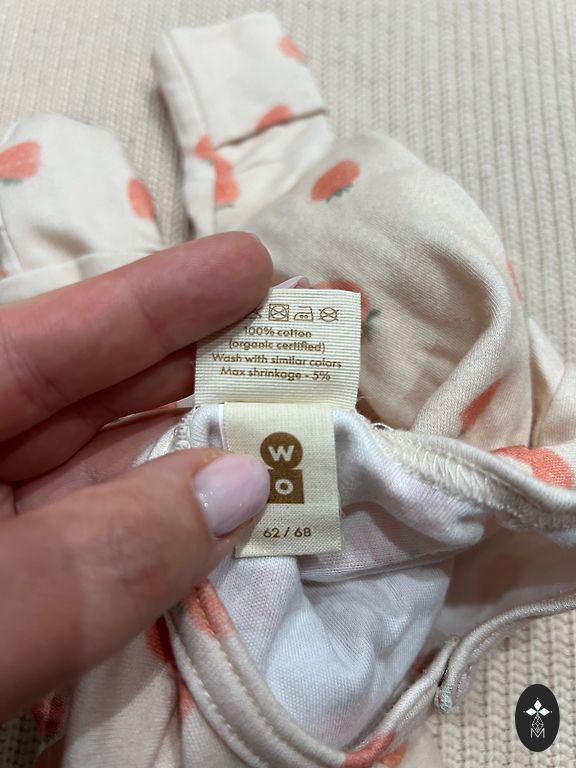 100% cotton
(organic certified)
Wash with similar colors
Max shrinkage - 5%
W
O
62 / 68
M